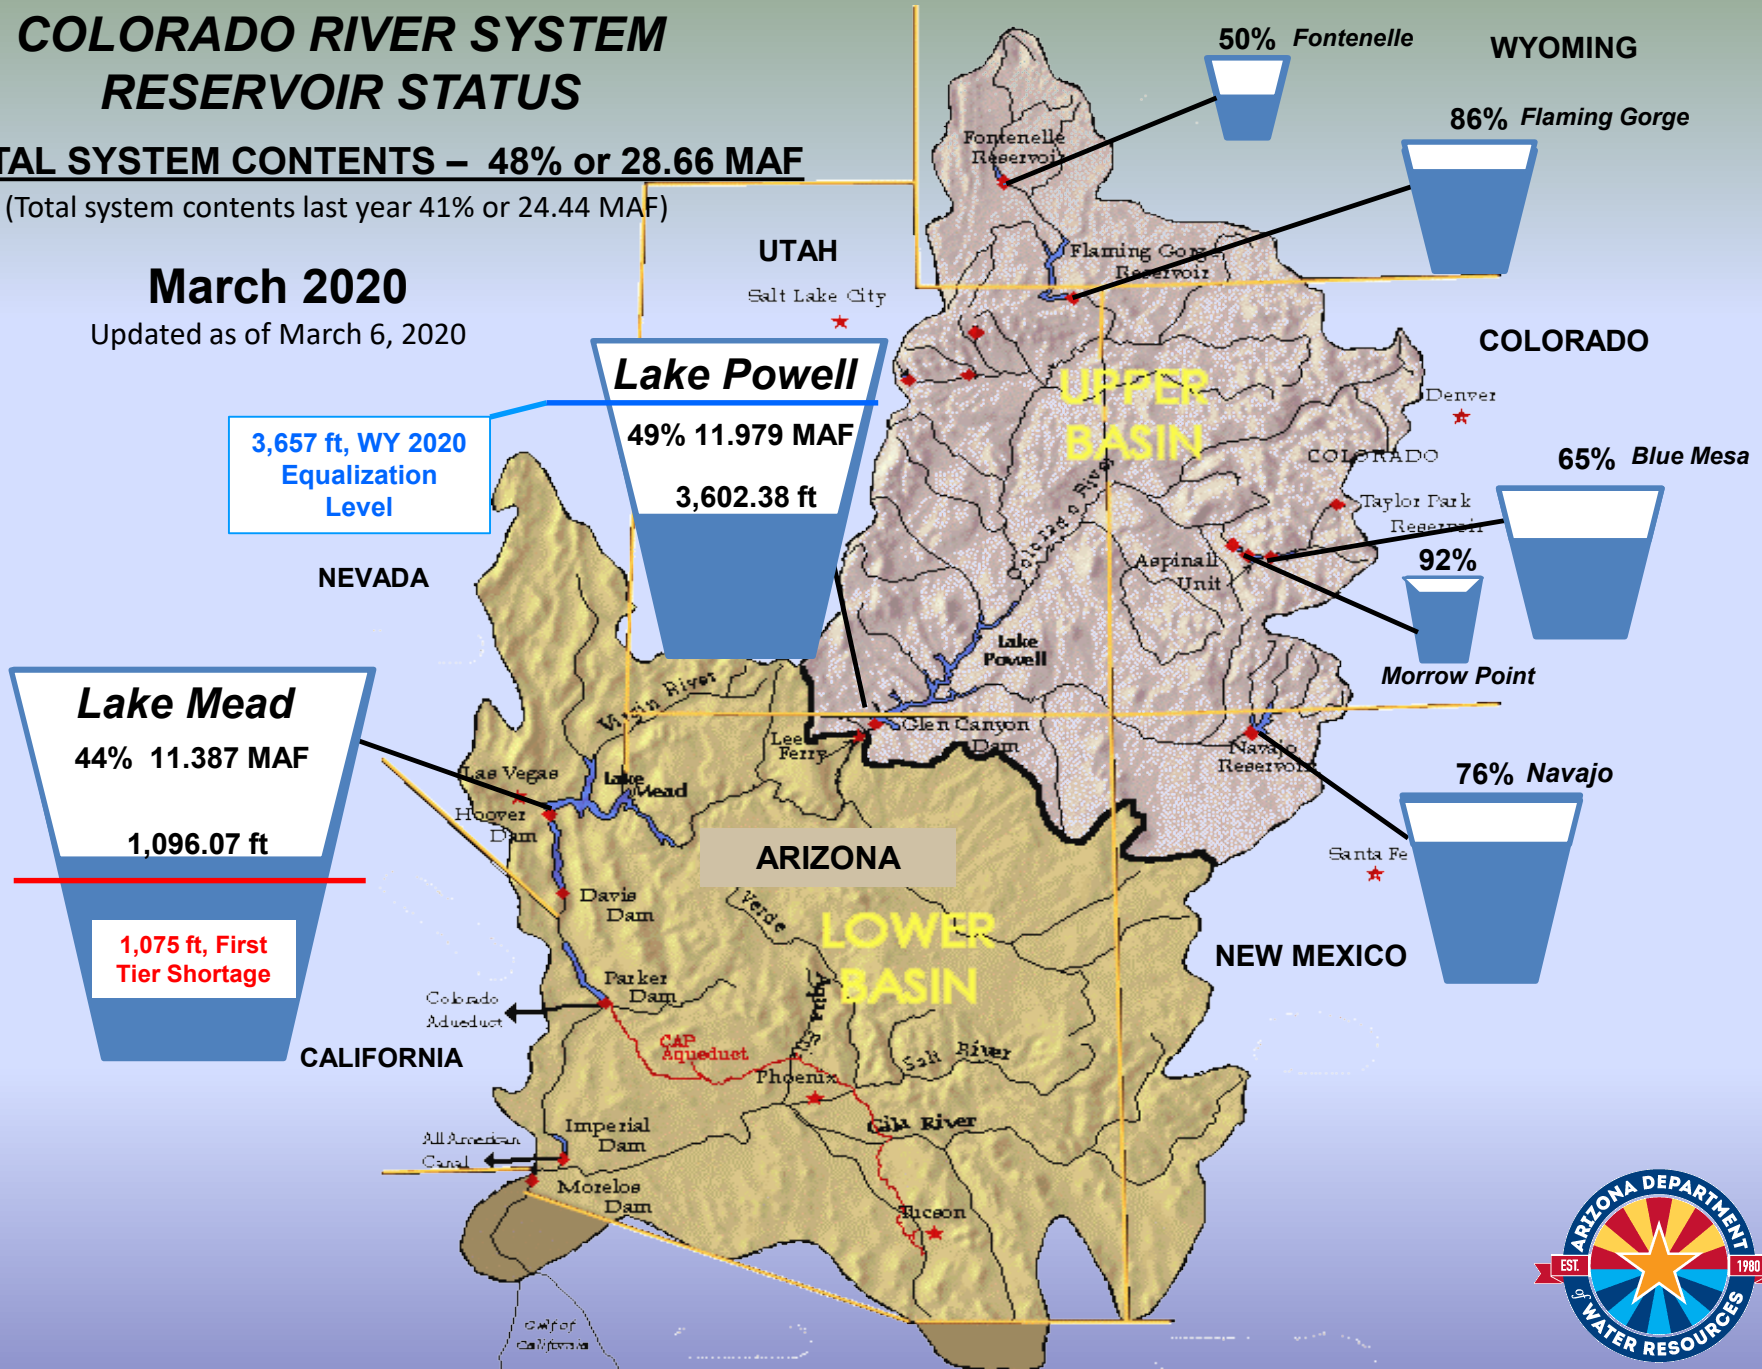 COLORADO RIVER SYSTEM
RESERVOIR STATUS
TAL SYSTEM CONTENTS – 48% or 28.66 MAF
(Total system contents last year 41% or 24.44 MAF)
March 2020
Updated as of March 6, 2020
50% Fontenelle
WYOMING
86% Flaming Gorge
Fontenelle
Reservoir
UTAH
Salt Lake City
Flaming Gorge
Reservoir
COLORADO
Lake Powell
49% 11.979 MAF
3,602.38 ft
3,657 ft, WY 2020
Equalization
Level
UPPER
BASIN
Denver
COLORADO
65% Blue Mesa
Taylor Park
Reservoir
92%
Morrow Point
Aspinall
Unit
Colorado River
NEVADA
Lake
Powell
Lake Mead
44% 11.387 MAF
1,096.07 ft
1,075 ft, First
Tier Shortage
Virgin River
Glen Canyon
Dam
Lee
Ferry
Navajo
Reservoir
76% Navajo
Las Vegas
Lake
Mead
Hoover
Dam
ARIZONA
Santa Fe
Davis
Dam
Verde
LOWER
BASIN
NEW MEXICO
Parker
Dam
Agua Fria
Colorado
Adueduct
CALIFORNIA
CAP
Aqueduct
Salt River
Phoenix
Gila River
Imperial
Dam
All American
Canal
Morelos
Dam
Tucson
Gulf of
California
ARIZONA DEPARTMENT
EST. 1980
of WATER RESOURCES